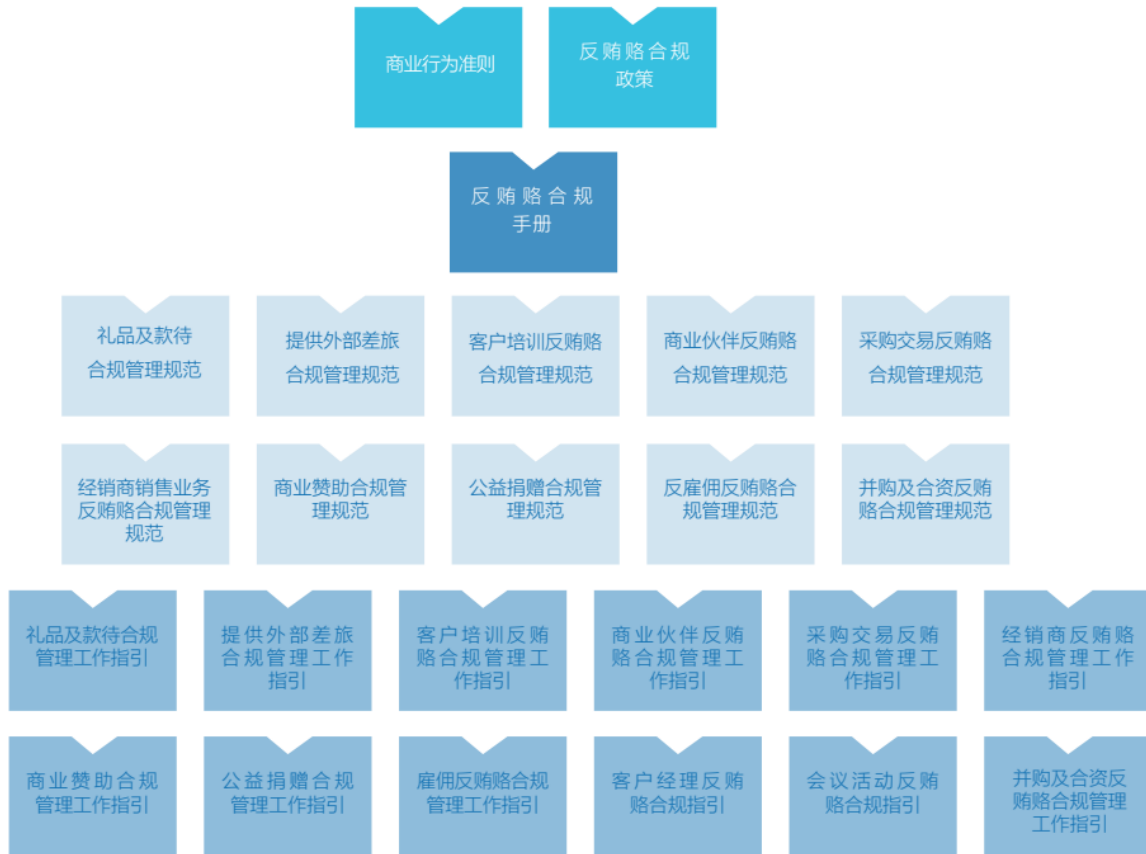 商业行为准则
反贿赂合规
政策
反贿赂合规
手册
礼品及款待
合规管理规范
提供外部差旅
合规管理规范
客户培训反贿赂
合规管理规范
商业伙伴反贿赂
合规管理规范
采购交易反贿赂
合规管理规范
经销商销售业务
反贿赂合规管理
规范
商业赞助合规管
理规范
公益捐赠合规管
理规范
反雇佣反贿赂合
规管理规范
并购及合资反贿
赂合规管理规范
礼品及款待合规
管理工作指引
提供外部差旅
合规管理工作
指引
客户培训反贿
赂合规管理工
作指引
商业伙伴反贿
赂合规管理工
作指引
采购交易反贿
赂合规管理工
作指引
经销商反贿赂
合规管理工作
指引
商业赞助合规
管理工作指引
公益捐赠合规
管理工作指引
雇佣反贿赂合规
管理工作指引
客户经理反贿
赂合规指引
会议活动反贿
赂合规指引
并购及合资反
贿赂合规管理
工作指引